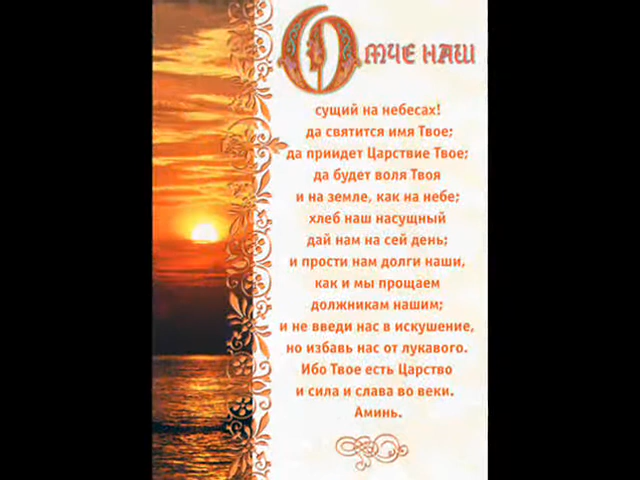 Отче наш
сущий на небесах!
да святится имя Твое;
да приидет Царствие Твое;
да будет воля Твоя
и на земле, как на небе;
хлеб наш насущный
дай нам на сей день;
и прости нам долги наши,
как и мы прощаем
должникам нашим;
и не введи нас в искушение,
но избавь нас от лукавого.
Ибо Твое есть Царство
и сила и слава во веки.
Аминь.